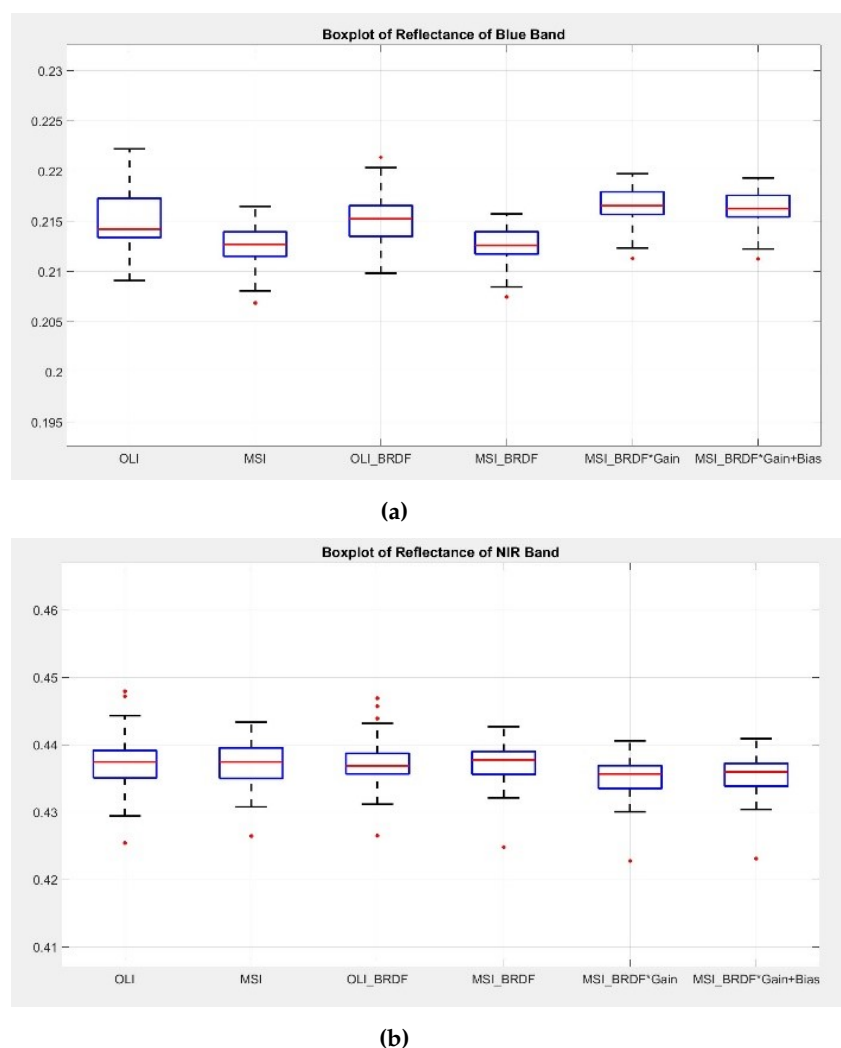 Boxplot of Reflectance of Blue Band
0.23
0.225
0.22
0.215
0.21
0.205
0.2
0.195
OLI MSI OLI_BRDF MSI_BRDF MSI_BRDF*Gain MSI_BRDF*Gain+Bias
(a)
Boxplot of Reflectance of NIR Band
0.46
0.45
0.44
0.43
0.42
0.41
OLI MSI OLI_BRDF MSI_BRDF MSI_BRDF*Gain MSI_BRDF*Gain+Bias
(b)